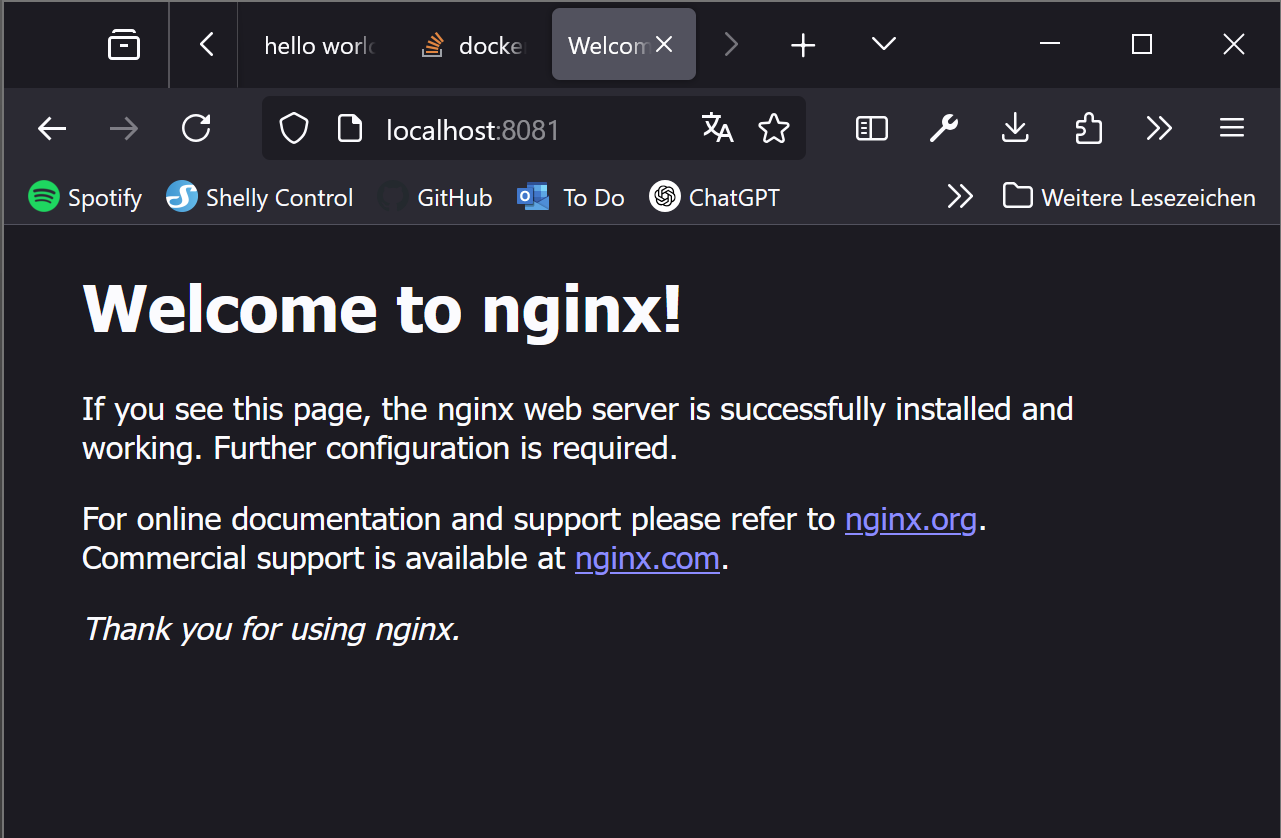 hello world
docker
Welcom
localhost:8081
Spotify
Shelly Control
GitHub
To Do
ChatGPT
Weitere Lesezeichen
Welcome to nginx!
If you see this page, the nginx web server is successfully installed and
working. Further configuration is required.
For online documentation and support please refer to nginx.org.
Commercial support is available at nginx.com.
Thank you for using nginx.